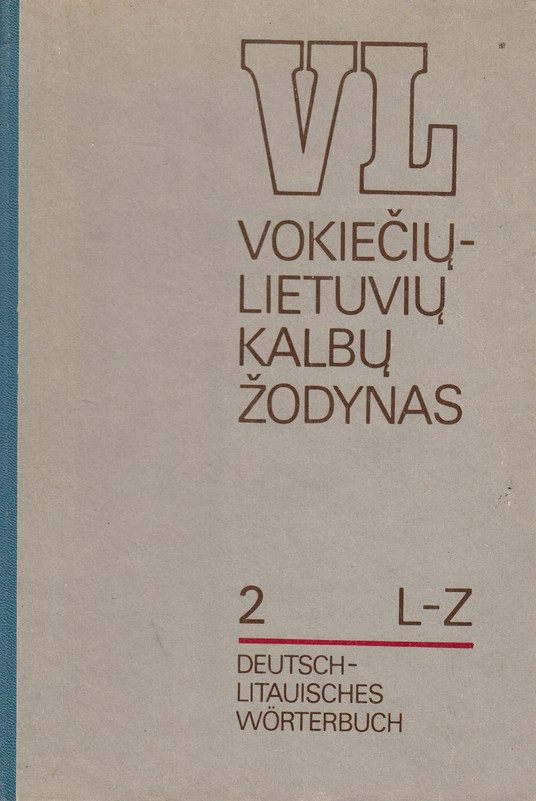 VL
VOKIEČIŲ-
LIETUVIŲ
KALBŲ
ŽODYNAS
2 L-Z
DEUTSCH-
LITAUISCHES
WÖRTERBUCH